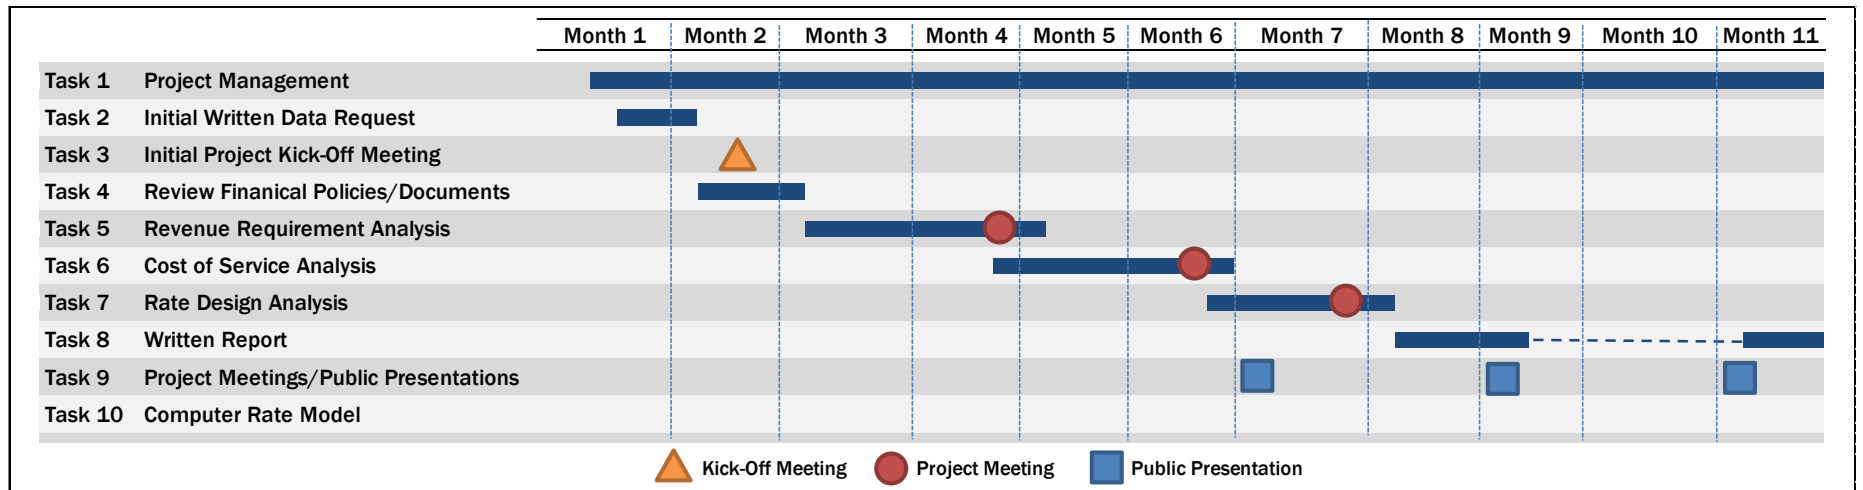 Month 1 Month 2 Month 3 Month 4 Month 5 Month 6 Month 7 Month 8 Month 9 Month 10 Month 11
Task 1 Project Management
Task 2 Initial Written Data Request
Task 3 Initial Project Kick-Off Meeting
Task 4 Review Finanical Policies/Documents
Task 5 Revenue Requirement Analysis
Task 6 Cost of Service Analysis
Task 7 Rate Design Analysis
Task 8 Written Report
Task 9 Project Meetings/Public Presentations
Task 10 Computer Rate Model
Kick-Off Meeting Project Meeting Public Presentation